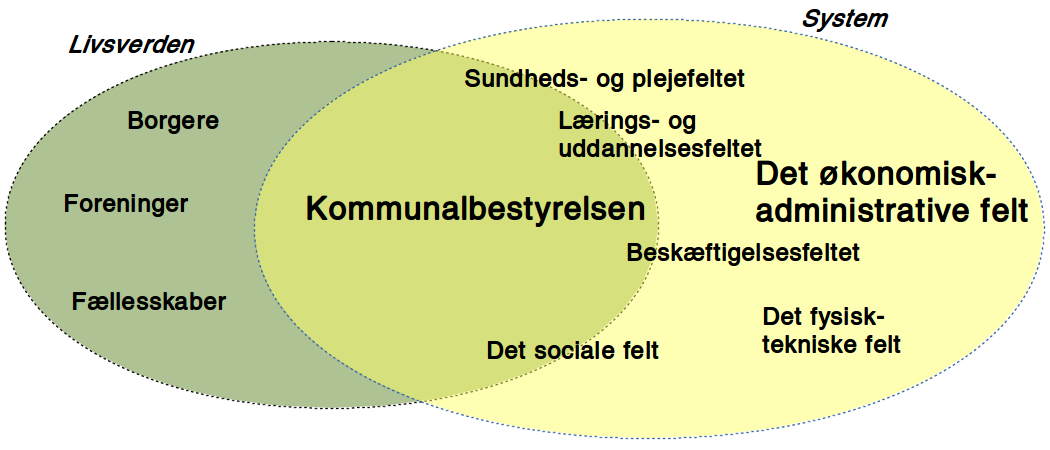 System
Livsverden
Sundheds- og plejefeltet
Borgere
Lærings- og
uddannelsesfeltet
Det økonomisk-
administrative felt
Foreninger
Kommunalbestyrelsen
Beskæftigelsesfeltet
Fællesskaber
Det fysisk-
tekniske felt
Det sociale felt